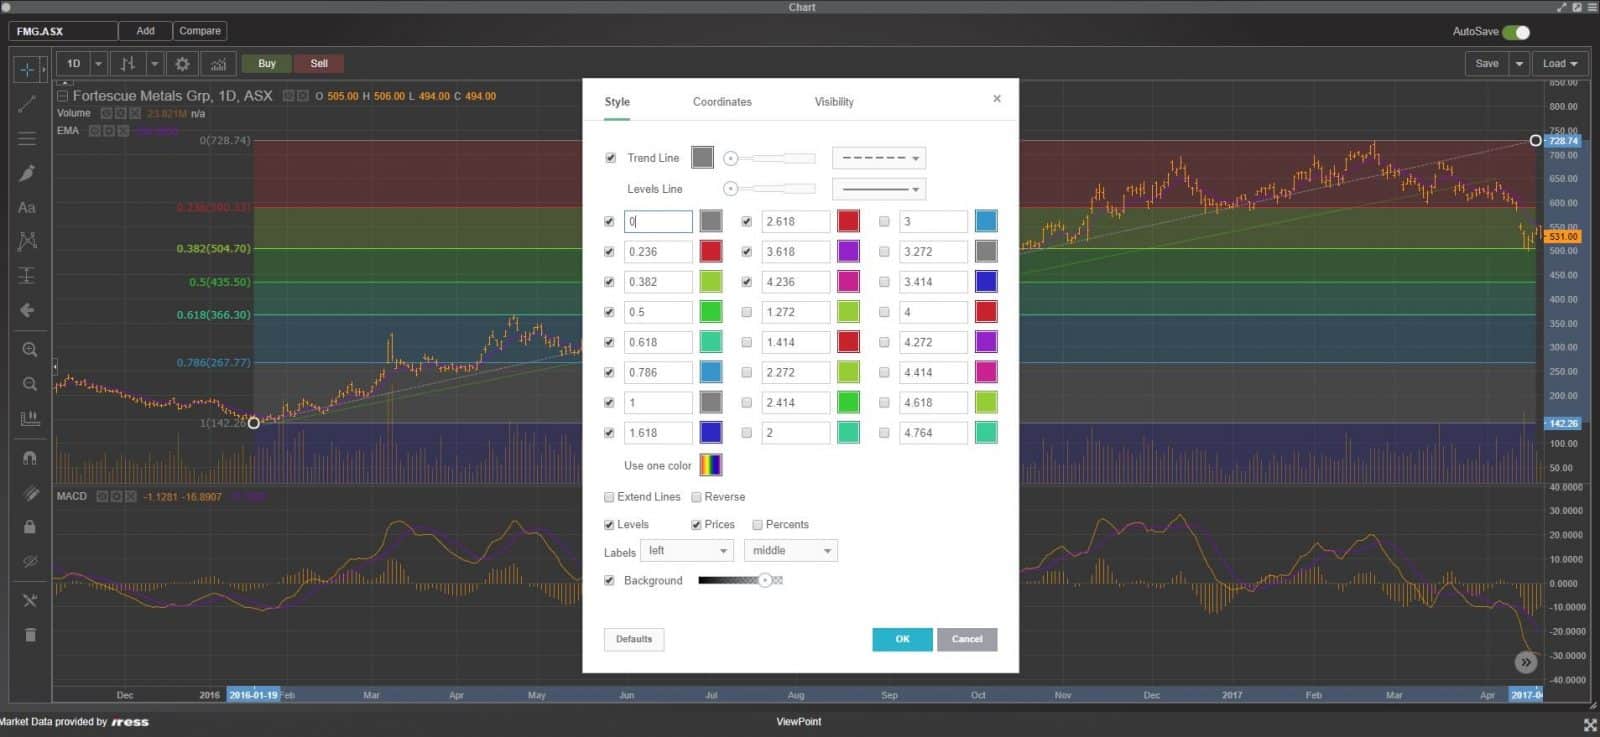 Chart
FMG.ASX Add Compare AutoSave
1D Buy Sell Save Load
Fortescue Metals Grp, 1D, ASX O 505.00 H 506.00 L 494.00 C 494.00
Volume 23.821M n/a
EMA
0(728.74)
0.236(590.33)
0.382(504.70)
0.5(435.50)
0.618(366.30)
0.786(267.77)
1(142.26)
Aa
Style Coordinates Visibility ×
Trend Line
Levels Line
0 2.618 3
0.236 3.618 3.272
0.382 4.236 3.414
0.5 1.272 4
0.618 1.414 4.272
0.786 2.272 4.414
1 2.414 4.618
1.618 2 4.764
Use one color
Extend Lines Reverse
Levels Prices Percents
Labels left middle
Background
Defaults OK Cancel
850.00
800.00
750.00
728.74
700.00
650.00
600.00
550.00
531.00
500.00
450.00
400.00
350.00
300.00
250.00
200.00
142.26
100.00
50.00
MACD -1.1281 -16.8907
40.0000
30.0000
20.0000
10.0000
0.0000
-10.0000
-20.0000
-30.0000
-40.0000
Dec 2016 2016-01-19 Feb Mar Apr May Jun Jul Aug Sep Oct Nov Dec 2017 Feb Mar Apr 2017-04
Market Data provided by iress ViewPoint